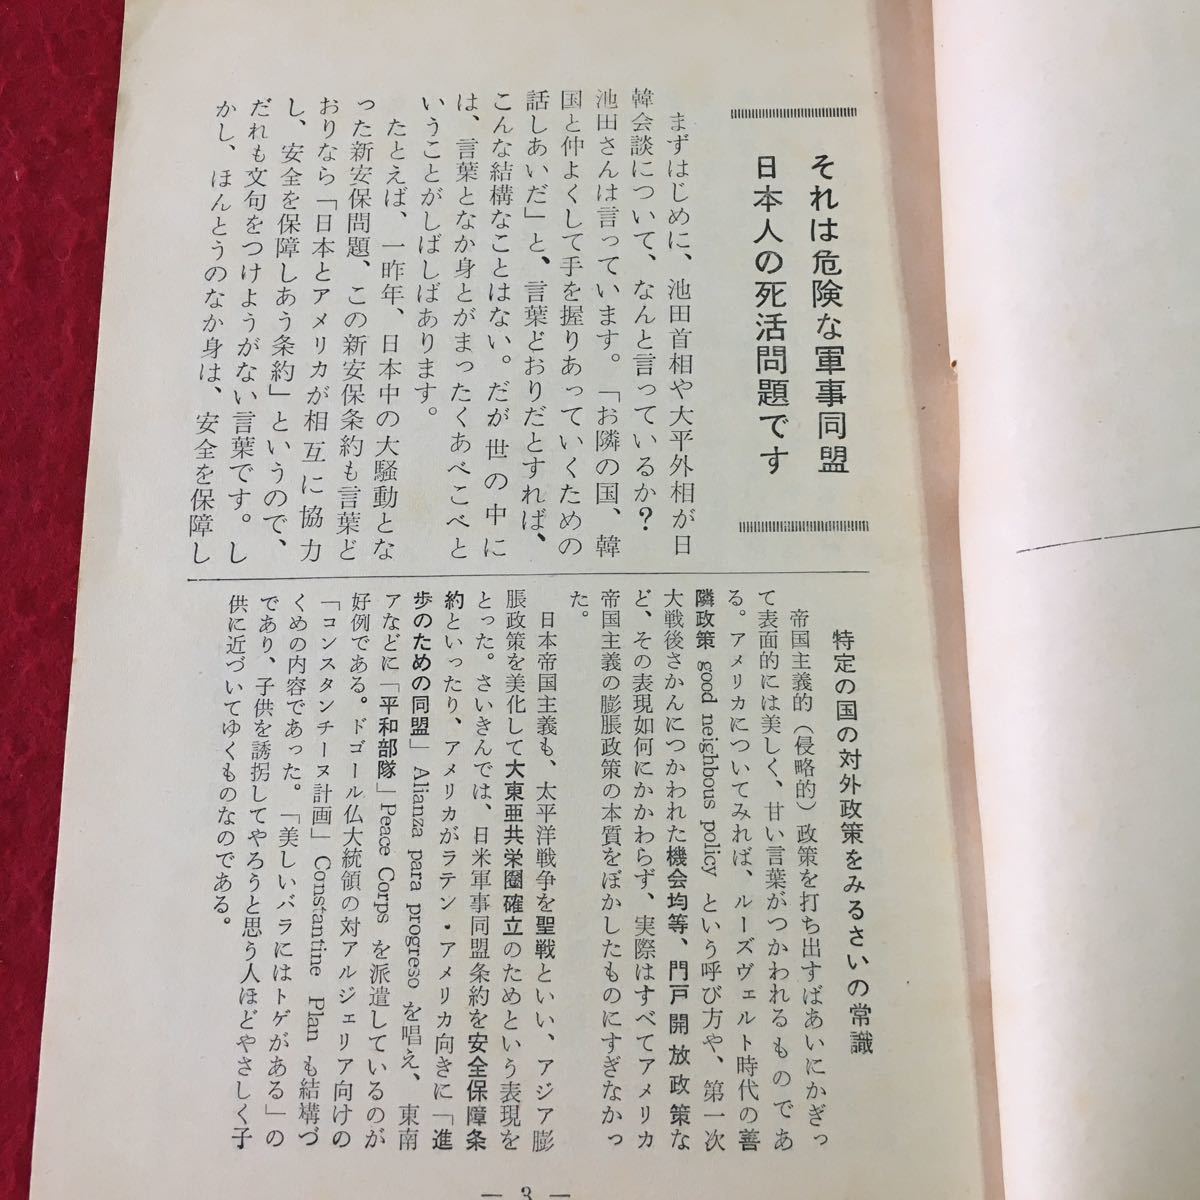 それは危険な軍事同盟
日本人の死活問題です
まずはじめに、池田首相や大平外相が日
韓会談について、なんと言っているか?
池田さんは言っています。「お隣の国、韓
国と仲よくして手を握りあっていくための
話しあいだ」と、言葉どおりだとすれば、
こんな結構なことはない。だが世の中に
は、言葉となか身とがまったくあべこべと
いうことがしばしばあります。
たとえば、一昨年、日本中の大騒動とな
った新安保問題、この新安保条約も言葉ど
おりなら「日本とアメリカが相互に協力
し、安全を保障しあう条約」というので、
だれも文句をつけようがない言葉です。し
かし、ほんとうのなか身は、安全を保障し
特定の国の対外政策をみるさいの常識
帝国主義的(侵略的)政策を打ち出すばあいにかぎっ
て表面的には美しく、甘い言葉がつかわれるものであ
る。アメリカについてみれば、ルーズヴェルト時代の善
隣政策 good neighbous policy という呼び方や、第一次
大戦後さかんにつかわれた機会均等、門戸開放政策な
ど、その表現如何にかかわらず、実際はすべてアメリカ
帝国主義の膨脹政策の本質をぼかしたものにすぎなかっ
た。
日本帝国主義も、太平洋戦争を聖戦といい、アジア膨
脹政策を美化して大東亜共栄圏確立のためという表現を
とった。さいきんでは、日米軍事同盟条約を安全保障条
約といったり、アメリカがラテン・アメリカ向きに「進
歩のための同盟」Alianza para progreso を唱え、東南
アなどに「平和部隊」Peace Corps を派遣しているのが
好例である。ドゴール仏大統領の対アルジェリア向けの
「コンスタンチーヌ計画」Constantine Plan も結構づ
くめの内容であった。「美しいバラにはトゲがある」の
であり、子供を誘拐してやろうと思う人ほどやさしく子
供に近づいてゆくものなのである。
— 3 —